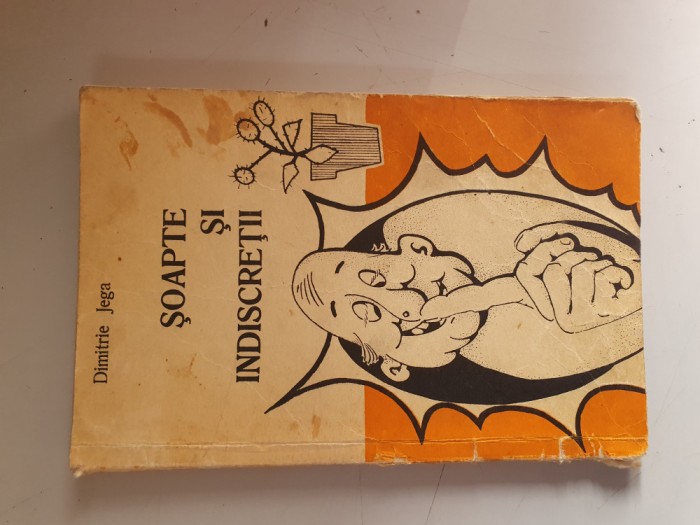 Dimitrie Jega
ŞOAPTE
ŞI
INDISCREŢII